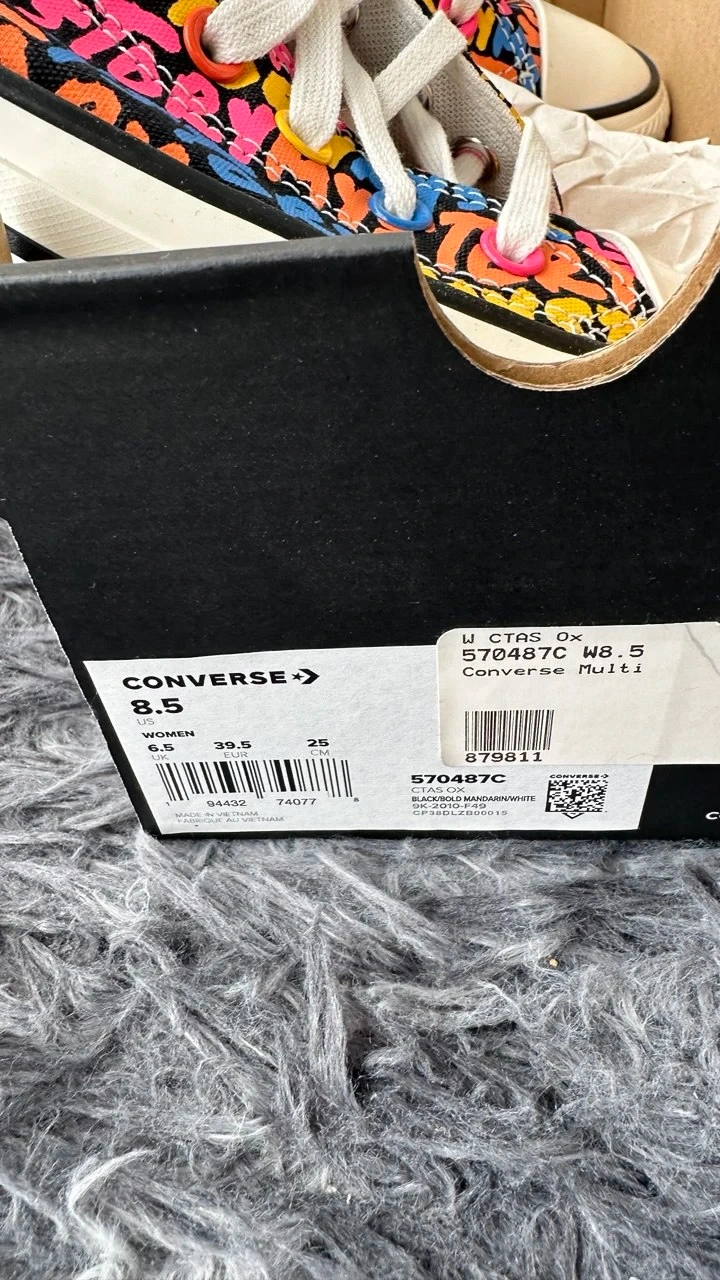 CONVERSE
8.5
US
WOMEN
6.5 39.5 25
UK EUR CM
1 94432 74077 8
MADE IN VIETNAM
FABRIQUE AU VIETNAM
W CTAS Ox
570487C W8.5
Converse Multi
879811
570487C
CTAS OX
BLACK/BOLD MANDARIN/WHITE
9K-2010-F49
CP38DLZB00015
CONVERSE